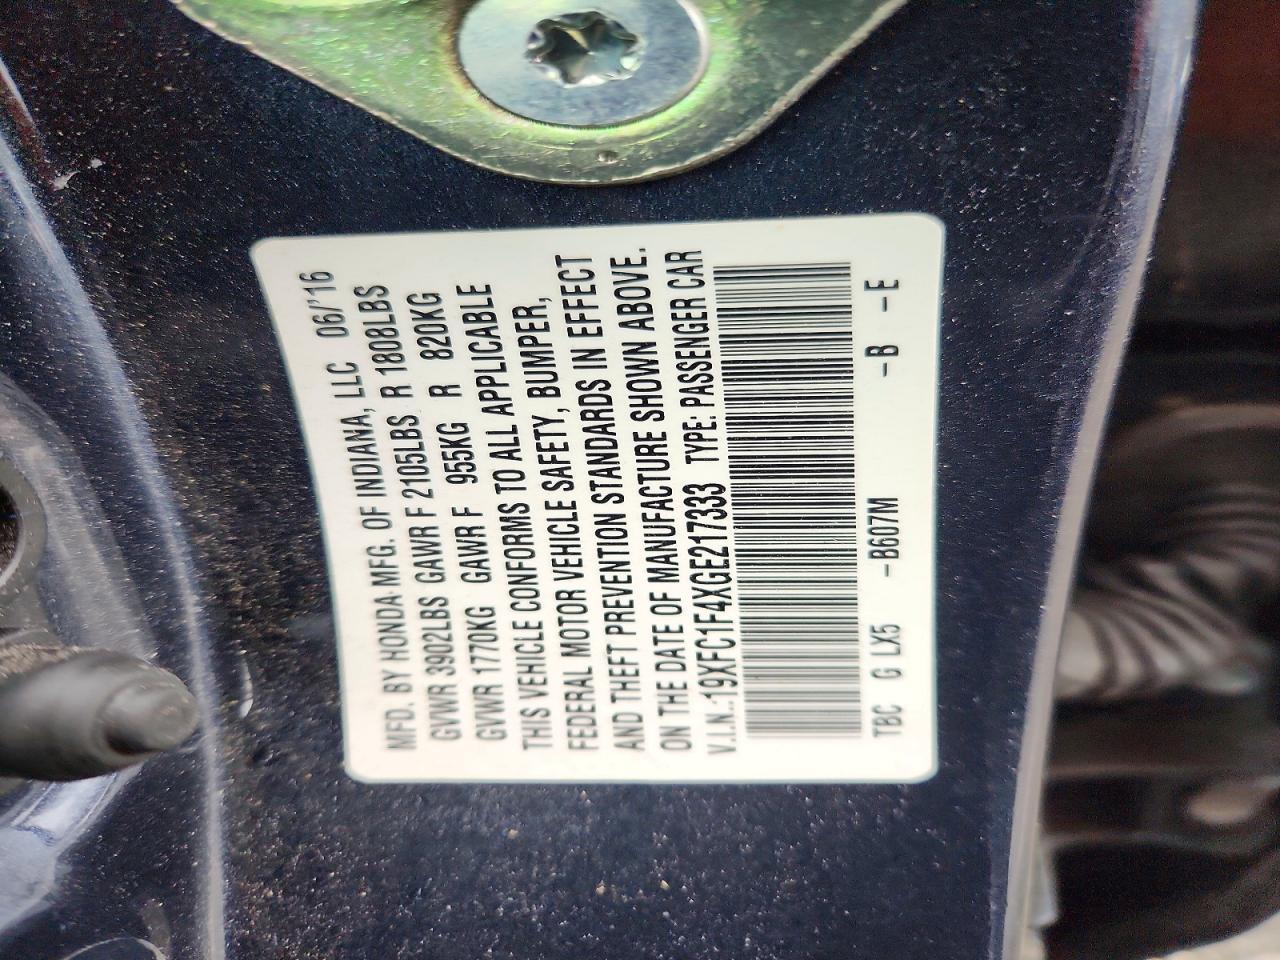 MFD. BY HONDA MFG. OF INDIANA, LLC 06/'16
GVWR 3902LBS GAWR F 2105LBS R 1808LBS
GVWR 1770KG GAWR F 955KG R 820KG
THIS VEHICLE CONFORMS TO ALL APPLICABLE
FEDERAL MOTOR VEHICLE SAFETY, BUMPER,
AND THEFT PREVENTION STANDARDS IN EFFECT
ON THE DATE OF MANUFACTURE SHOWN ABOVE.
V.I.N.:19XFC1F4XGE217333 TYPE: PASSENGER CAR
TBC G LX5 -B607M -B -E